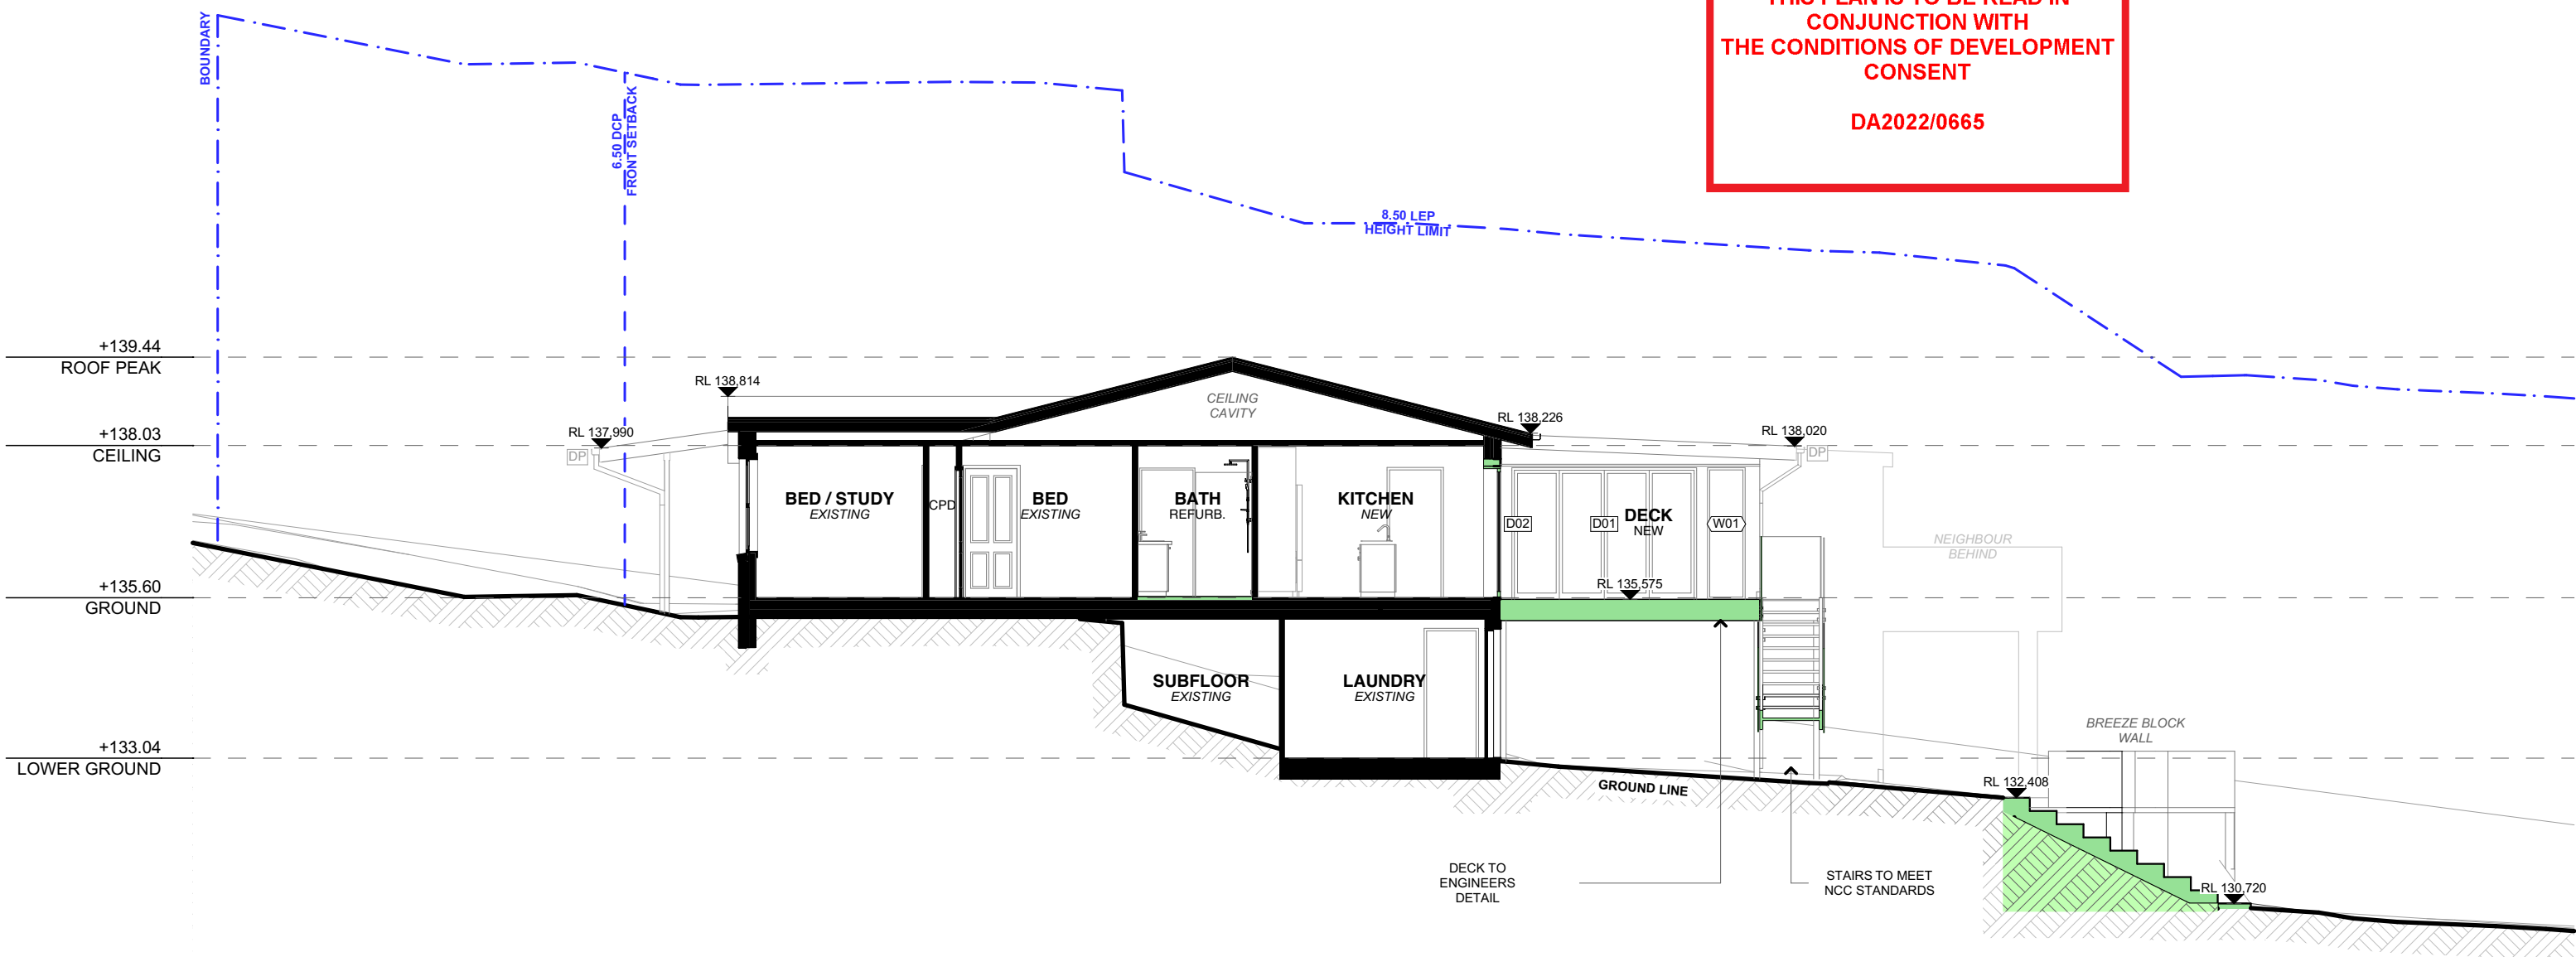 THIS PLAN IS TO BE READ IN
CONJUNCTION WITH
THE CONDITIONS OF DEVELOPMENT
CONSENT
DA2022/0665
BOUNDARY
6.50 DCP
FRONT SETBACK
8.50 LEP
HEIGHT LIMIT
+139.44
ROOF PEAK
RL 138,814
CEILING
CAVITY
RL 138,226
+138.03
CEILING
RL 137,990
RL 138,020
DP
DP
BED / STUDY
EXISTING
CPD
BED
EXISTING
BATH
REFURB.
KITCHEN
NEW
D02
D01
DECK
NEW
W01
NEIGHBOUR
BEHIND
RL 135,575
+135.60
GROUND
SUBFLOOR
EXISTING
LAUNDRY
EXISTING
BREEZE BLOCK
WALL
+133.04
LOWER GROUND
GROUND LINE
RL 132,408
DECK TO
ENGINEERS
DETAIL
STAIRS TO MEET
NCC STANDARDS
RL 130,720